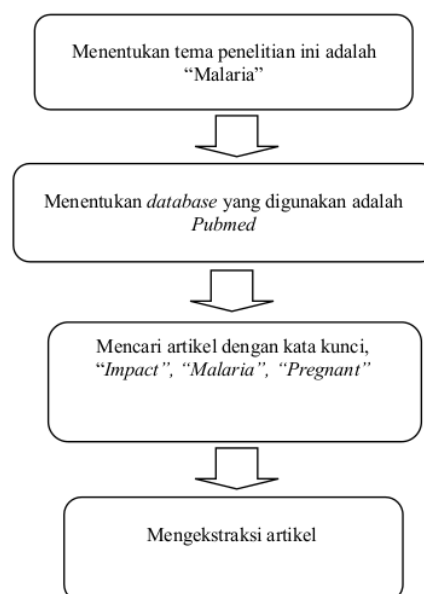 Menentukan tema penelitian ini adalah
“Malaria”
Menentukan database yang digunakan adalah
Pubmed
Mencari artikel dengan kata kunci,
“Impact”, “Malaria”, “Pregnant”
Mengekstraksi artikel